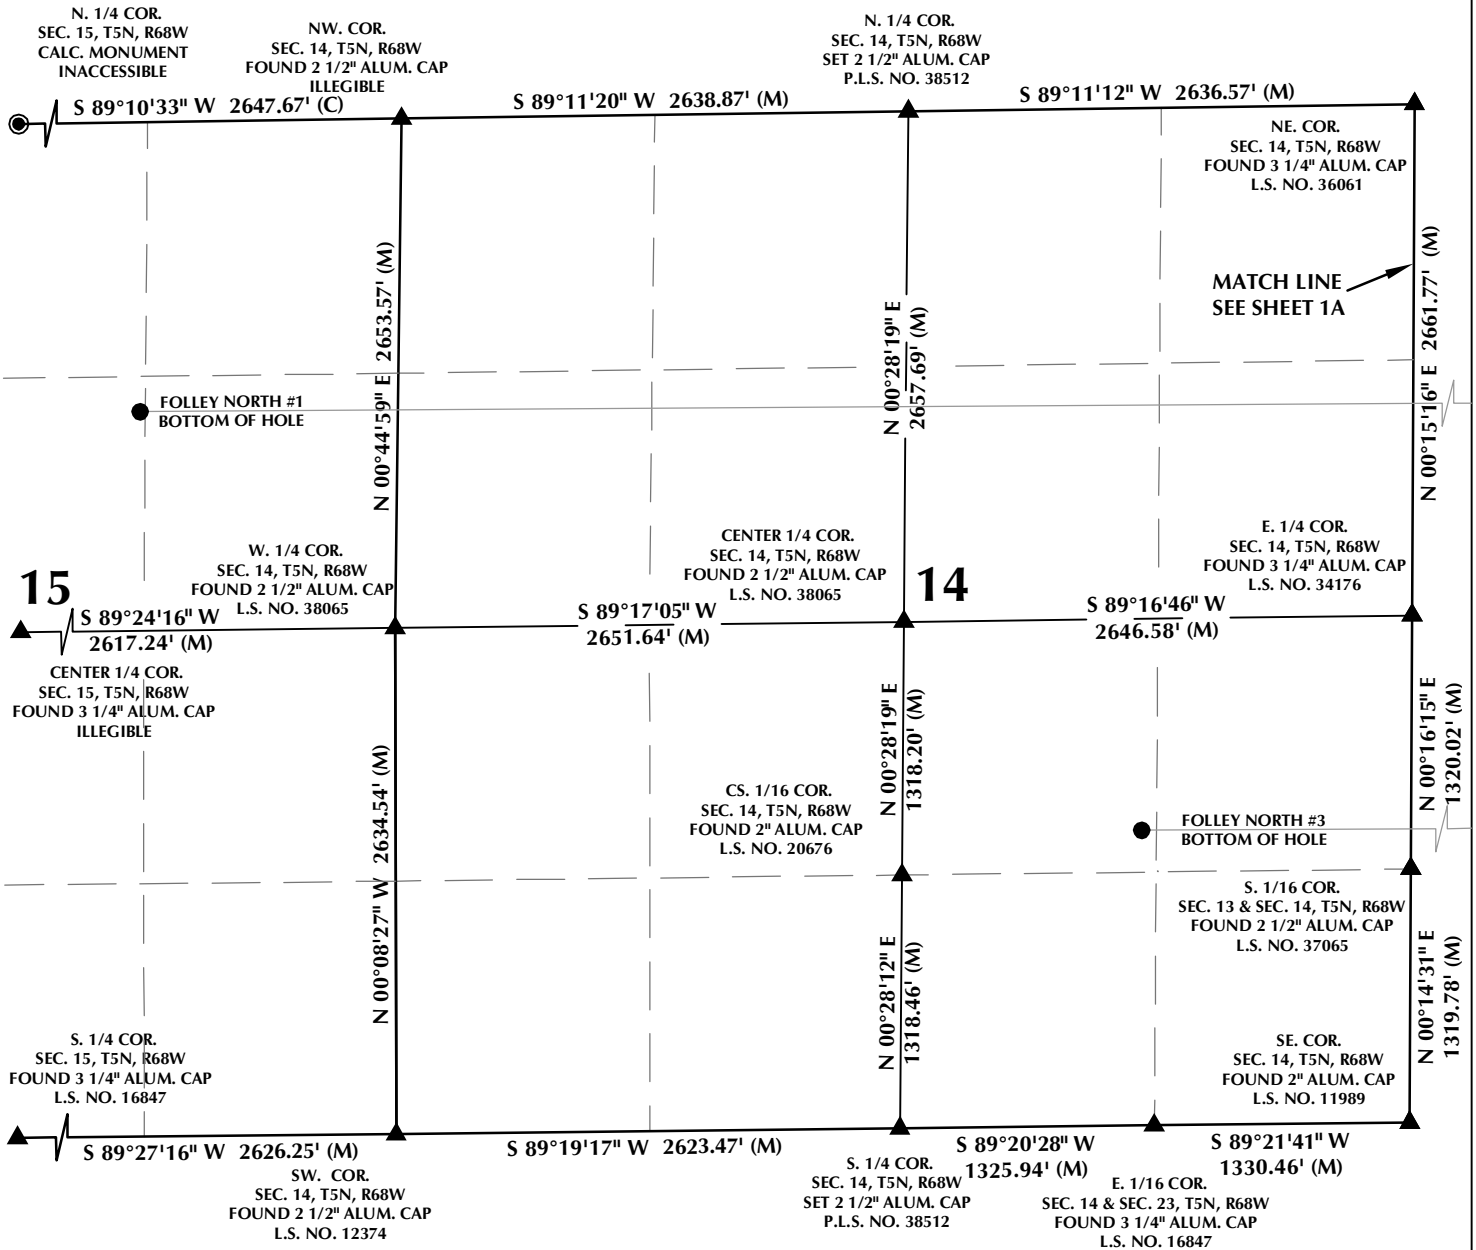 N. 1/4 COR.
SEC. 15, T5N, R68W
CALC. MONUMENT
INACCESSIBLE
NW. COR.
SEC. 14, T5N, R68W
FOUND 2 1/2" ALUM. CAP
ILLEGIBLE
N. 1/4 COR.
SEC. 14, T5N, R68W
SET 2 1/2" ALUM. CAP
P.L.S. NO. 38512
S 89°10'33" W 2647.67' (C)
S 89°11'20" W 2638.87' (M)
S 89°11'12" W 2636.57' (M)
NE. COR.
SEC. 14, T5N, R68W
FOUND 3 1/4" ALUM. CAP
L.S. NO. 36061
N 00°44'59" E 2653.57' (M)
N 00°28'19" E
2657.69' (M)
MATCH LINE
SEE SHEET 1A
N 00°15'16" E 2661.77' (M)
FOLLEY NORTH #1
BOTTOM OF HOLE
W. 1/4 COR.
SEC. 14, T5N, R68W
FOUND 2 1/2" ALUM. CAP
L.S. NO. 38065
CENTER 1/4 COR.
SEC. 14, T5N, R68W
FOUND 2 1/2" ALUM. CAP
L.S. NO. 38065
E. 1/4 COR.
SEC. 14, T5N, R68W
FOUND 3 1/4" ALUM. CAP
L.S. NO. 34176
15
14
S 89°24'16" W
2617.24' (M)
S 89°17'05" W
2651.64' (M)
S 89°16'46" W
2646.58' (M)
CENTER 1/4 COR.
SEC. 15, T5N, R68W
FOUND 3 1/4" ALUM. CAP
ILLEGIBLE
N 00°08'27" W 2634.54' (M)
N 00°28'19" E
1318.20' (M)
N 00°16'15" E
1320.02' (M)
CS. 1/16 COR.
SEC. 14, T5N, R68W
FOUND 2" ALUM. CAP
L.S. NO. 20676
FOLLEY NORTH #3
BOTTOM OF HOLE
S. 1/16 COR.
SEC. 13 & SEC. 14, T5N, R68W
FOUND 2 1/2" ALUM. CAP
L.S. NO. 37065
N 00°28'12" E
1318.46' (M)
N 00°14'31" E
1319.78' (M)
S. 1/4 COR.
SEC. 15, T5N, R68W
FOUND 3 1/4" ALUM. CAP
L.S. NO. 16847
SE. COR.
SEC. 14, T5N, R68W
FOUND 2" ALUM. CAP
L.S. NO. 11989
S 89°27'16" W 2626.25' (M)
S 89°19'17" W 2623.47' (M)
S 89°20'28" W
1325.94' (M)
S 89°21'41" W
1330.46' (M)
SW. COR.
SEC. 14, T5N, R68W
FOUND 2 1/2" ALUM. CAP
L.S. NO. 12374
S. 1/4 COR.
SEC. 14, T5N, R68W
SET 2 1/2" ALUM. CAP
P.L.S. NO. 38512
E. 1/16 COR.
SEC. 14 & SEC. 23, T5N, R68W
FOUND 3 1/4" ALUM. CAP
L.S. NO. 16847